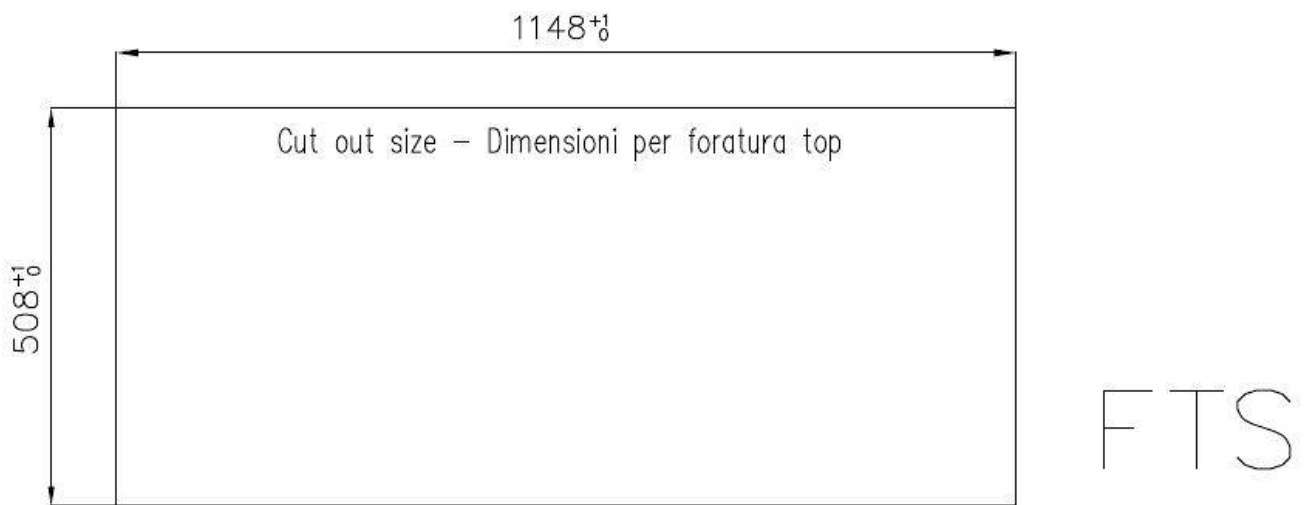 1148 +1 0
Cut out size – Dimensioni per foratura top
508 +1 0
FTS